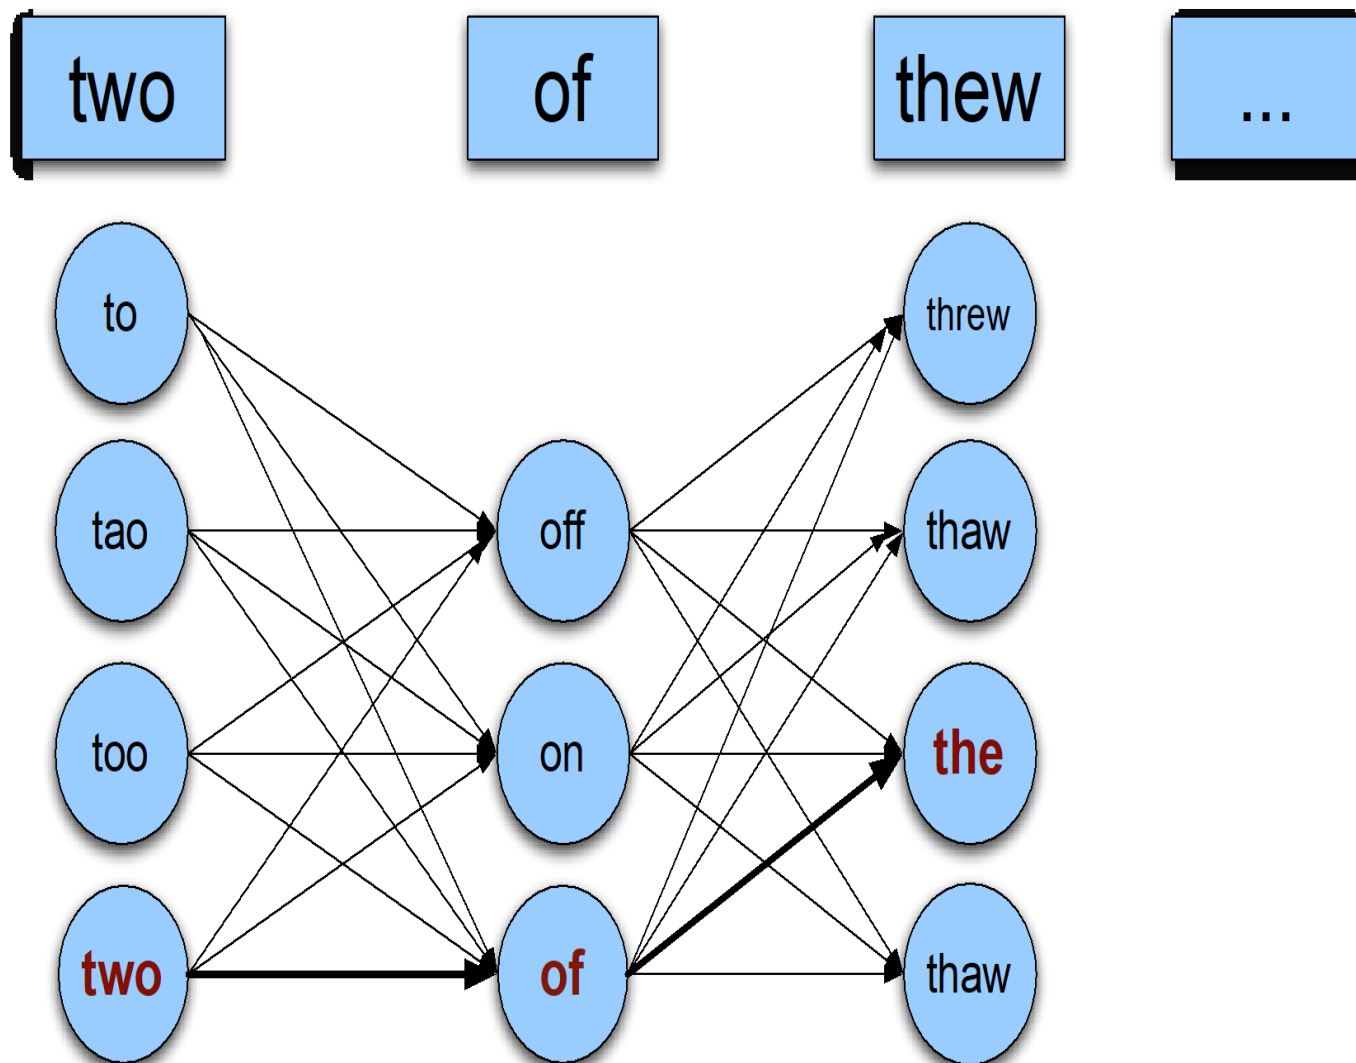 two of thew ...
to threw
tao off thaw
too on the
two of thaw